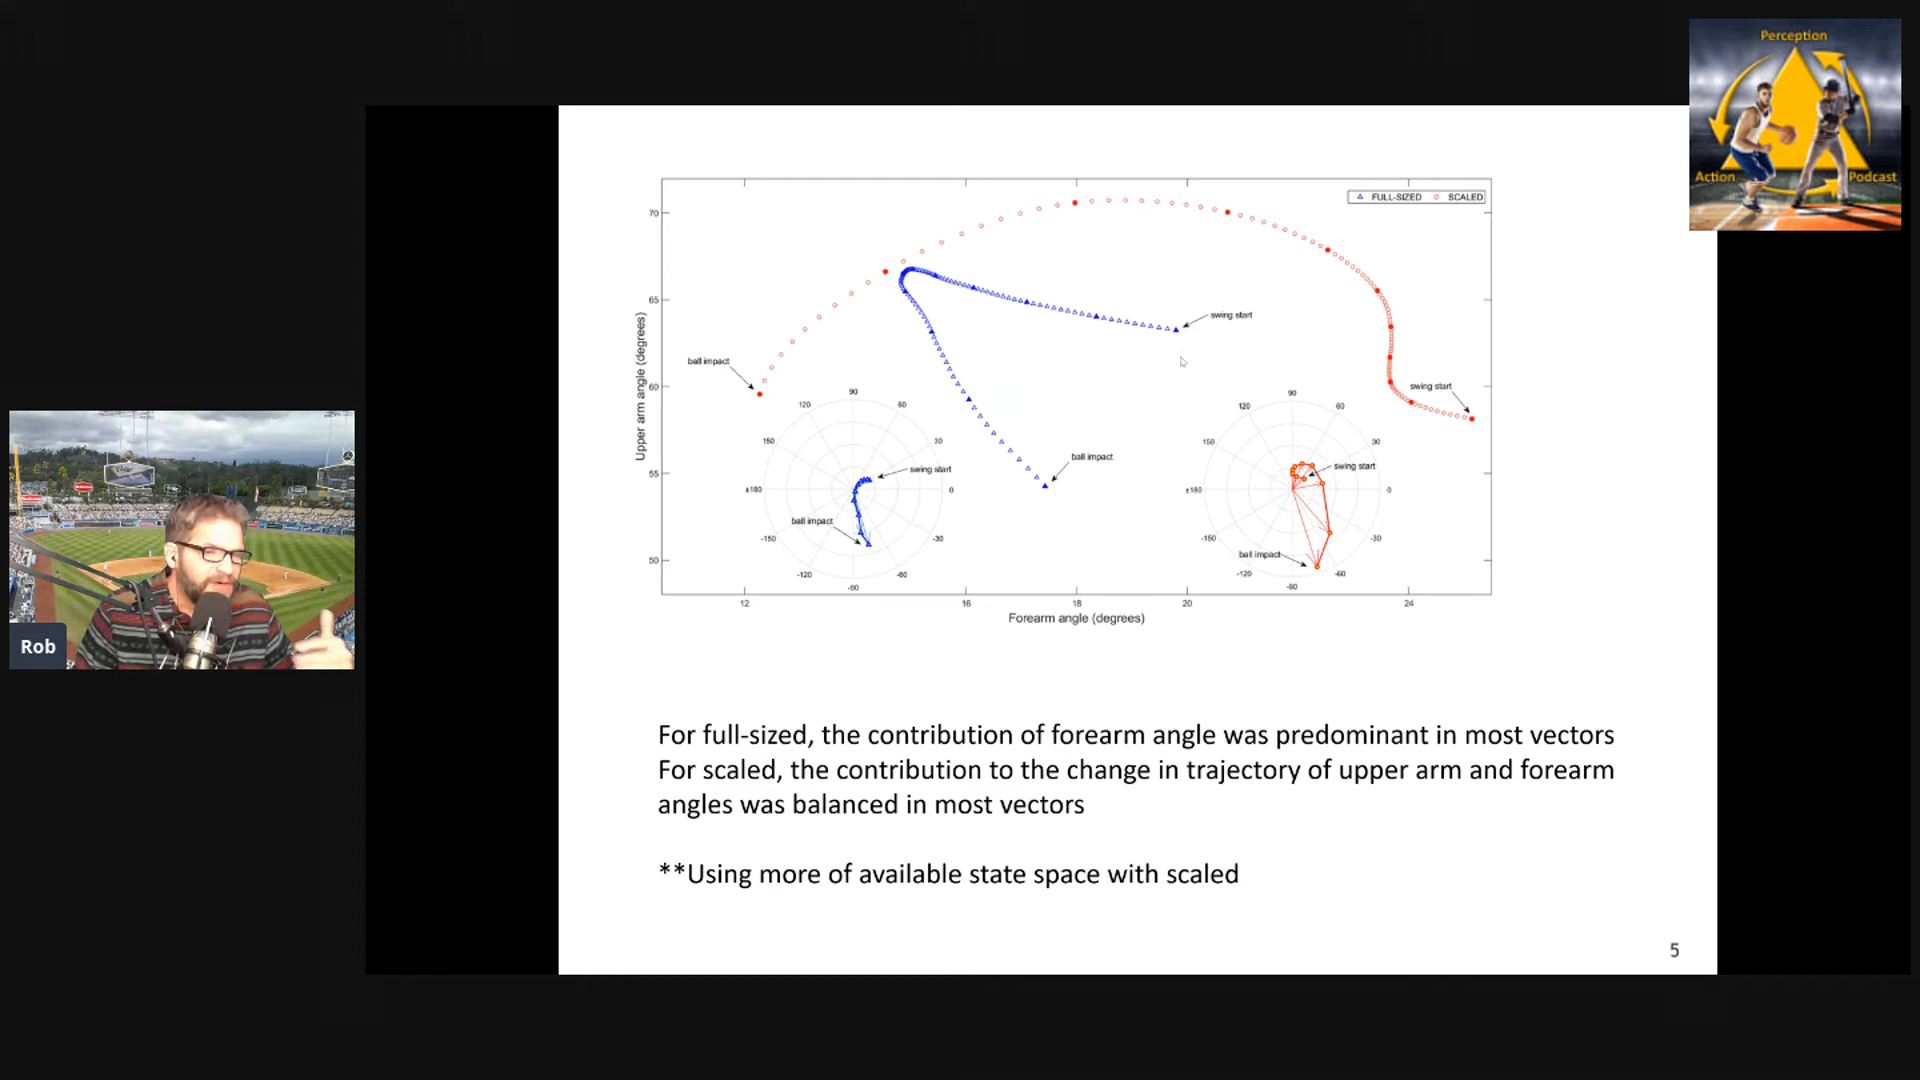 Perception
Action
Podcast
FULL-SIZED
SCALED
70
65
60
55
50
Upper arm angle (degrees)
swing start
ball impact
swing start
ball impact
90
120
60
150
30
swing start
±180
0
ball impact
-150
-30
-120
-60
-90
90
120
60
150
30
swing start
±180
0
-150
-30
ball impact
-120
-60
-90
12
16
18
20
24
Forearm angle (degrees)
Rob
For full-sized, the contribution of forearm angle was predominant in most vectors
For scaled, the contribution to the change in trajectory of upper arm and forearm
angles was balanced in most vectors
**Using more of available state space with scaled
5